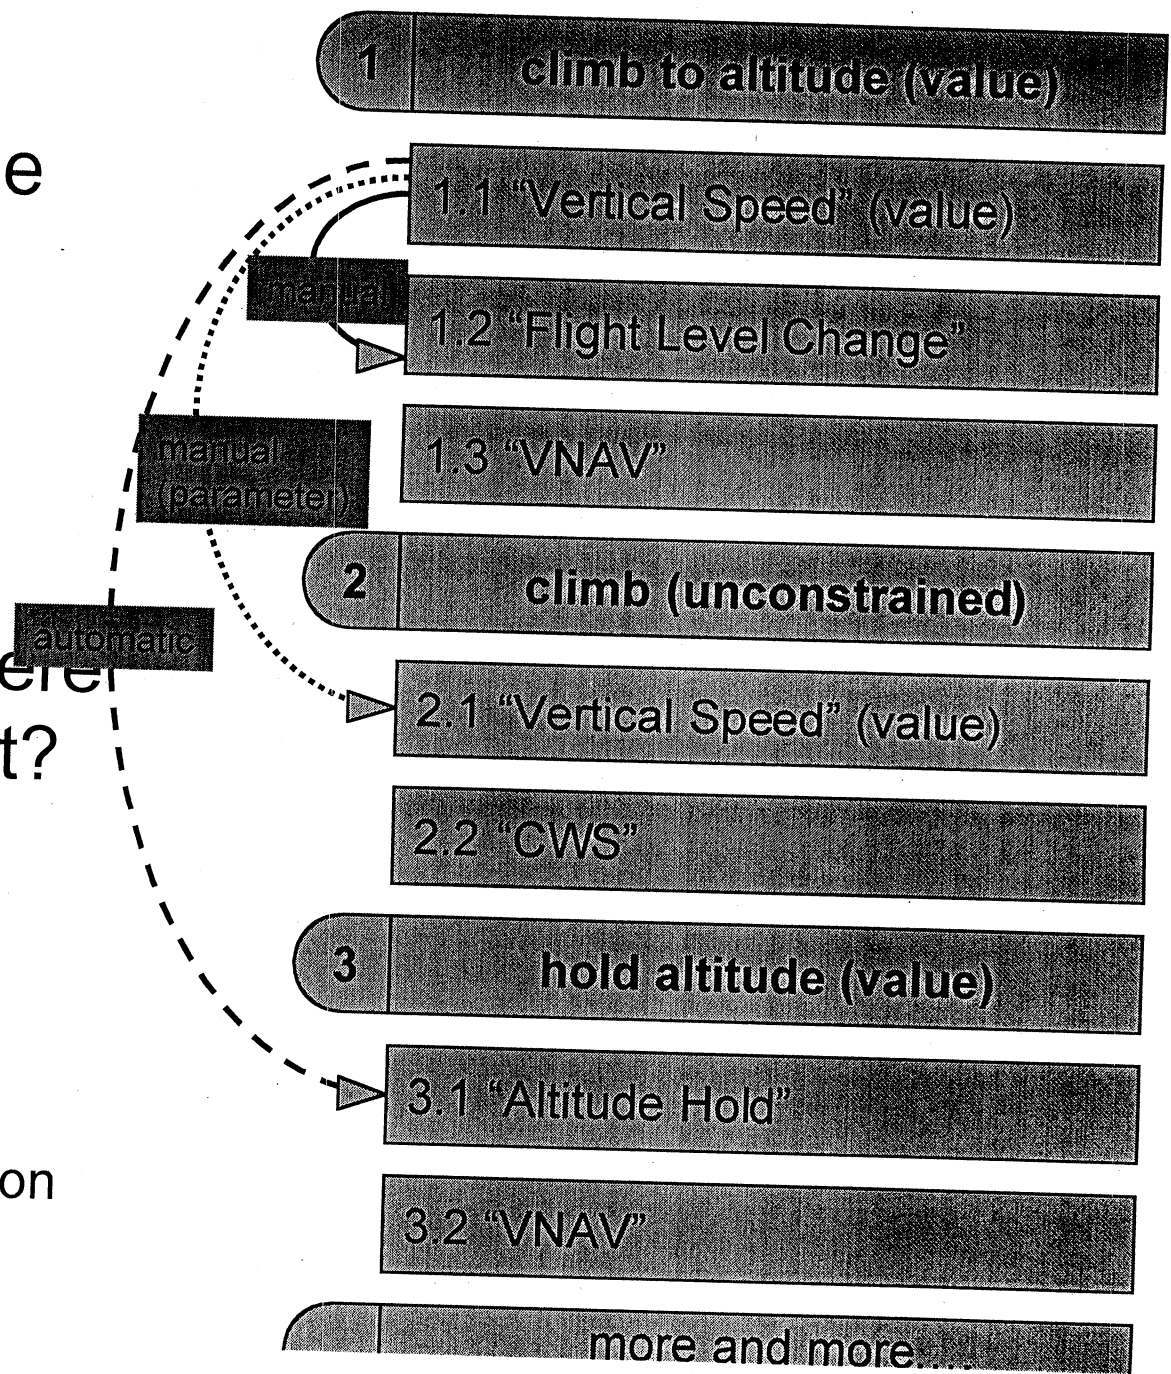 1 climb to altitude (value)
e
1.1 “Vertical Speed” (value)
manual
1.2 “Flight Level Change”
1.3 “VNAV”
manual
(parameter)
2 climb (unconstrained)
automatic
ere
2.1 “Vertical Speed” (value)
t?
2.2 “CWS”
3 hold altitude (value)
3.1 “Altitude Hold”
on
3.2 “VNAV”
more and more....